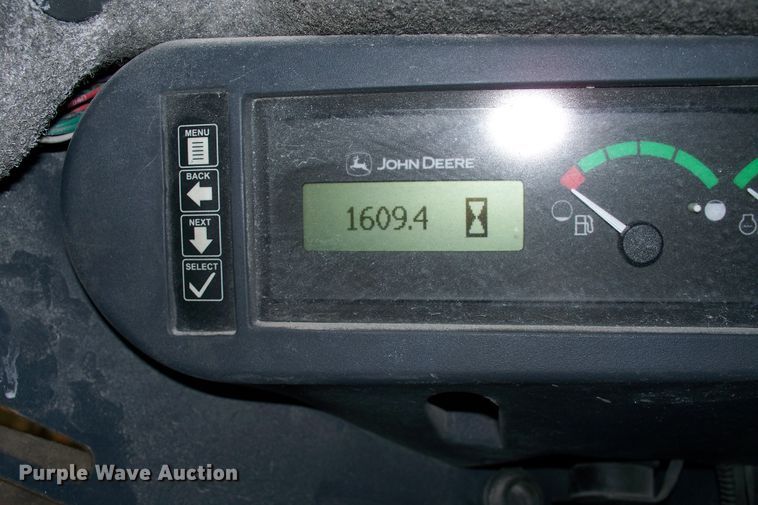 MENU
BACK
NEXT
SELECT
JOHN DEERE
1609.4
Purple Wave Auction